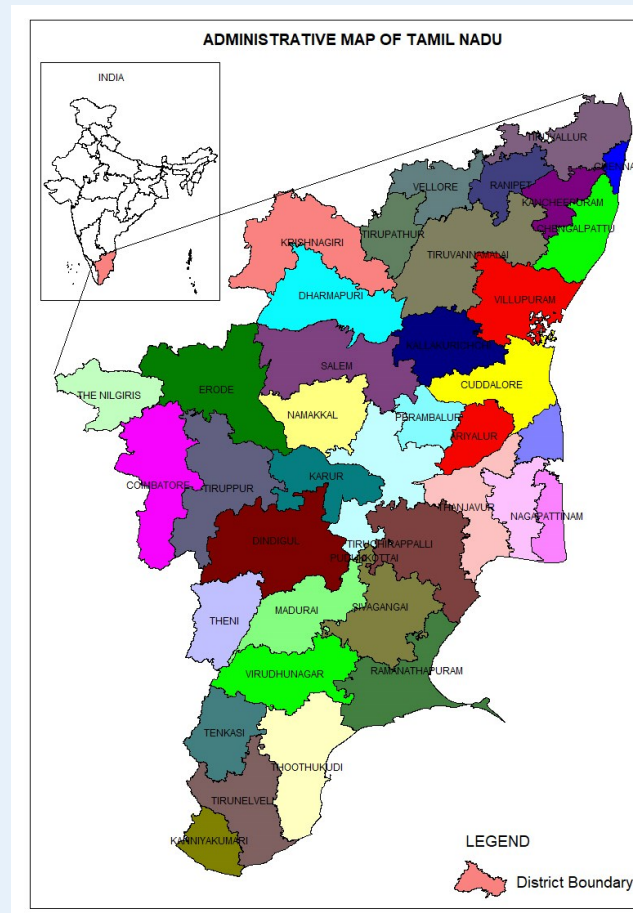 ADMINISTRATIVE MAP OF TAMIL NADU
INDIA
TIRUVALLUR
CHENNAI
RANIPET
VELLORE
KANCHEEPURAM
CHENGALPATTU
TIRUPATHUR
KRISHNAGIRI
TIRUVANNAMALAI
DHARMAPURI
VILLUPURAM
KALLAKURICHI
SALEM
CUDDALORE
THE NILGIRIS
ERODE
NAMAKKAL
PERAMBALUR
ARIYALUR
KARUR
COIMBATORE
TIRUPPUR
THANJAVUR
NAGAPATTINAM
DINDIGUL
TIRUCHIRAPPALLI
PUDUKKOTTAI
THENI
MADURAI
SIVAGANGAI
VIRUDHUNAGAR
RAMANATHAPURAM
TENKASI
THOOTHUKUDI
TIRUNELVELI
KANNIYAKUMARI
LEGEND
District Boundary